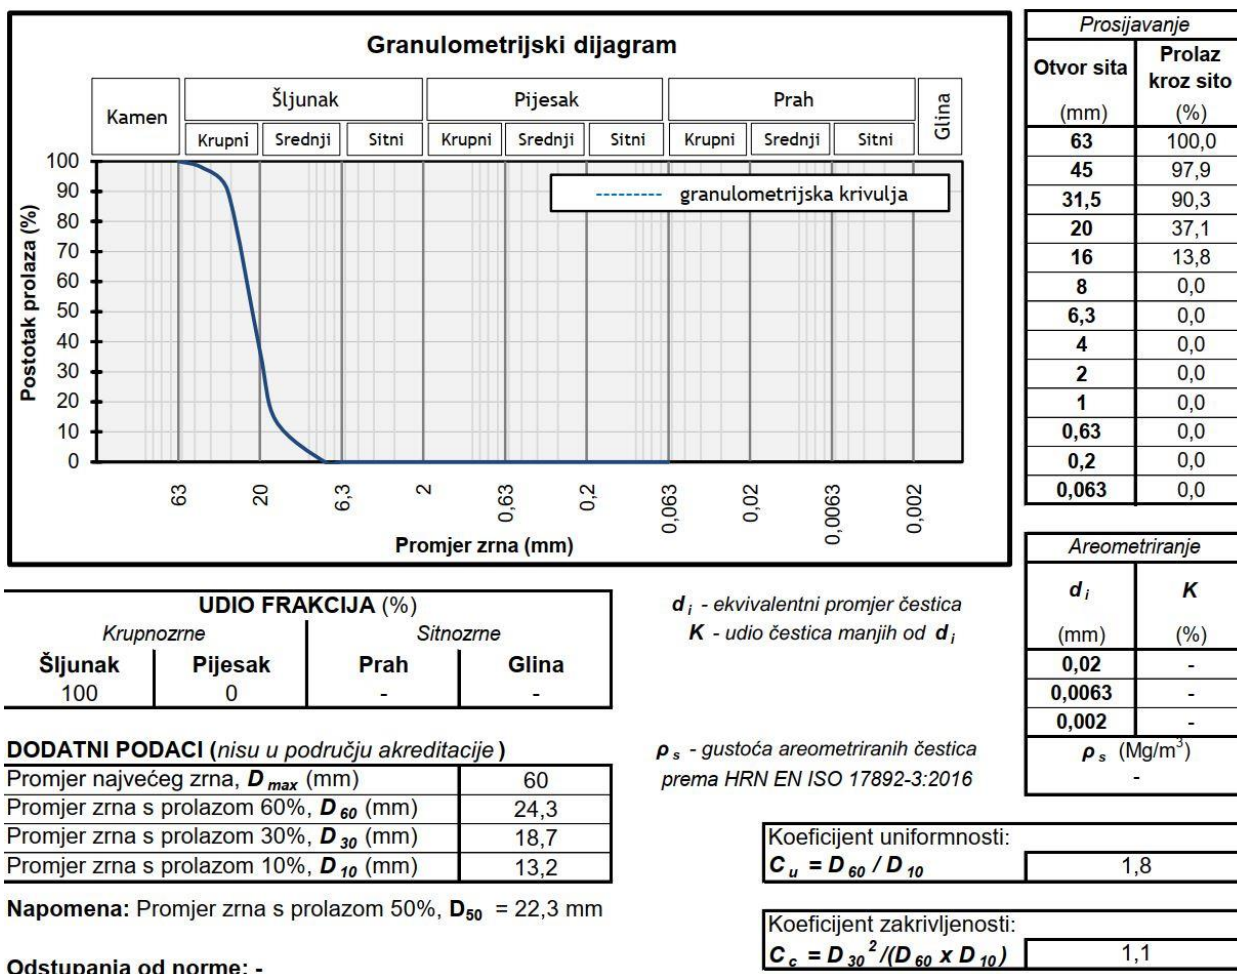 Granulometrijski dijagram
Kamen
Šljunak
Pijesak
Prah
Glina
Krupni Srednji Sitni Krupni Srednji Sitni Krupni Srednji Sitni
granulometrijska krivulja
Postotak prolaza (%)
100
90
80
70
60
50
40
30
20
10
0
63 20 6,3 2 0,63 0,2 0,063 0,02 0,0063 0,002
Promjer zrna (mm)
Prosijavanje
Otvor sita Prolaz
kroz sito
(mm) (%)
63 100,0
45 97,9
31,5 90,3
20 37,1
16 13,8
8 0,0
6,3 0,0
4 0,0
2 0,0
1 0,0
0,63 0,0
0,2 0,0
0,063 0,0
Areometriranje
d i K
(mm) (%)
0,02 -
0,0063 -
0,002 -
ρ s (Mg/m³)
-
UDIO FRAKCIJA (%)
Krupnozrne Sitnozrne
Šljunak Pijesak Prah Glina
100 0 - -
d i - ekvivalentni promjer čestica
K - udio čestica manjih od d i
DODATNI PODACI (nisu u području akreditacije)
Promjer najvećeg zrna, D max (mm) 60
Promjer zrna s prolazom 60%, D 60 (mm) 24,3
Promjer zrna s prolazom 30%, D 30 (mm) 18,7
Promjer zrna s prolazom 10%, D 10 (mm) 13,2
ρ s - gustoća areometriranih čestica
prema HRN EN ISO 17892-3:2016
Koeficijent uniformnosti:
C u = D 60 / D 10 1,8
Napomena: Promjer zrna s prolazom 50%, D50 = 22,3 mm
Koeficijent zakrivljenosti:
C c = D 30 ²/(D 60 x D 10) 1,1
Odstupanja od norme: -